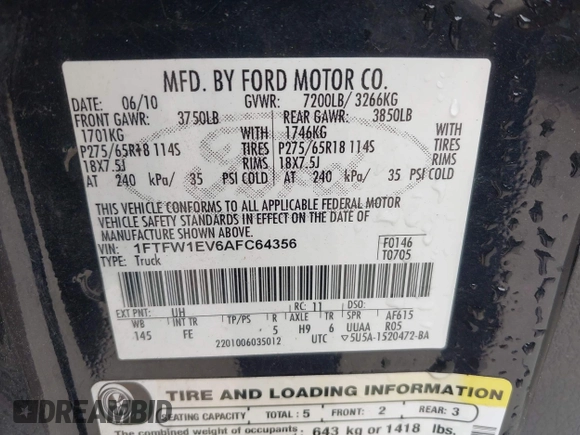 MFD. BY FORD MOTOR CO.
DATE: 06/10 GVWR: 7200LB/ 3266KG
FRONT GAWR: 3750LB REAR GAWR: 3850LB
1701KG WITH 1746KG WITH
P275/65R18 114S TIRES P275/65R18 114S TIRES
18X7.5J RIMS 18X7.5J RIMS
AT 240 kPa/ 35 PSI COLD AT 240 kPa/ 35 PSI COLD
THIS VEHICLE CONFORMS TO ALL APPLICABLE FEDERAL MOTOR
VEHICLE SAFETY STANDARDS IN EFFECT ON THE DATE OF
MANUFACTURE SHOWN ABOVE.
VIN: 1FTFW1EV6AFC64356 F0146
TYPE: Truck T0705
EXT PNT: UH RC: 11 DSO:
WB INT TR TP/PS R AXLE TR SPR AF615
145 FE 5 H9 6 UUAA R05
2201006035012 UTC 5U5A-1520472-BA
TIRE AND LOADING INFORMATION
SEATING CAPACITY TOTAL: 5 FRONT: 2 REAR: 3
The combined weight of occupants 643 kg or 1418 lbs.
DREAMBID